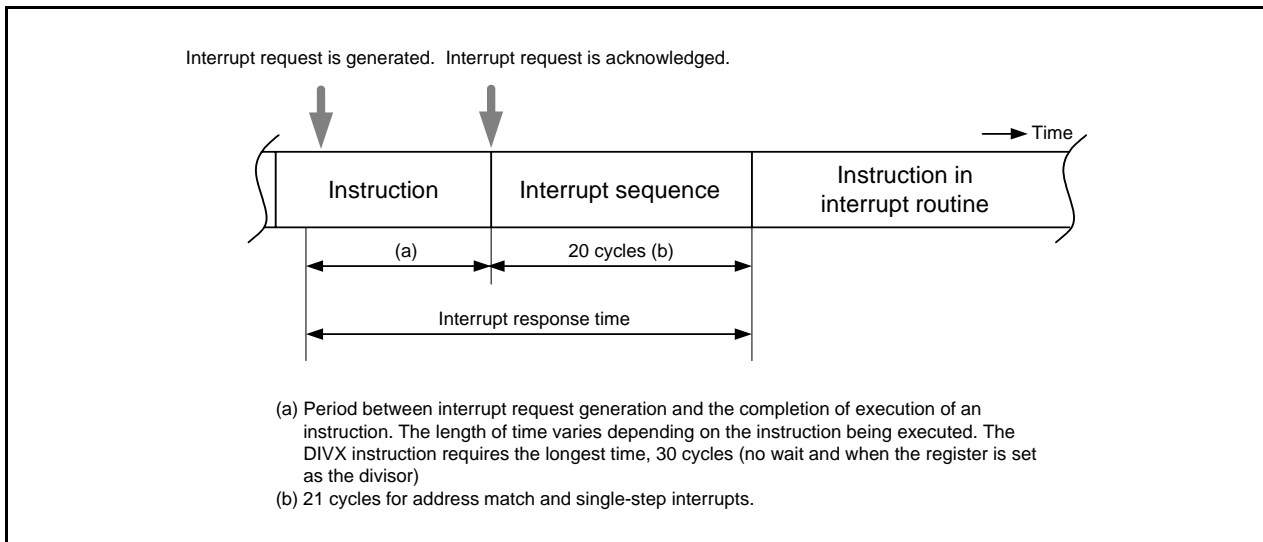 Interrupt request is generated. Interrupt request is acknowledged.
Time
Instruction
Interrupt sequence
Instruction in
interrupt routine
(a)
20 cycles (b)
Interrupt response time
(a) Period between interrupt request generation and the completion of execution of an
instruction. The length of time varies depending on the instruction being executed. The
DIVX instruction requires the longest time, 30 cycles (no wait and when the register is set
as the divisor)
(b) 21 cycles for address match and single-step interrupts.